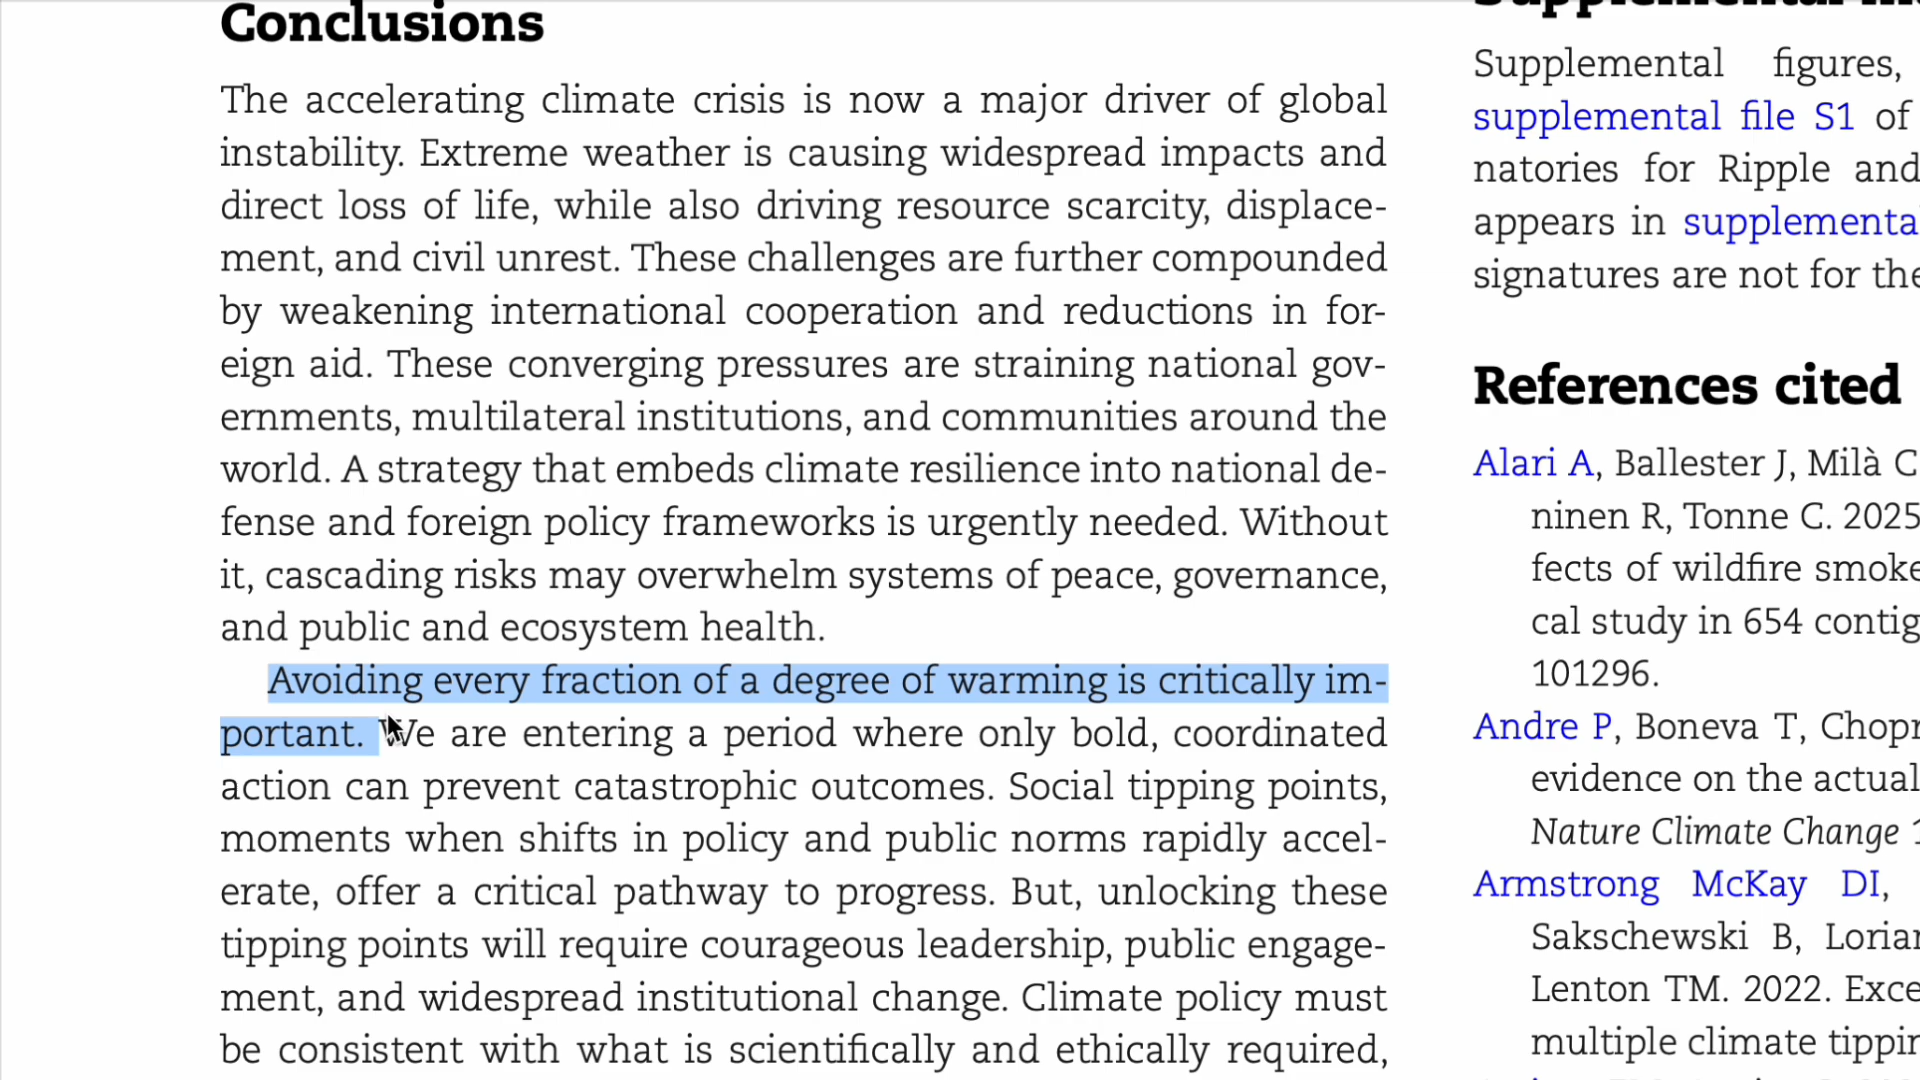 Conclusions
The accelerating climate crisis is now a major driver of global
instability. Extreme weather is causing widespread impacts and
direct loss of life, while also driving resource scarcity, displace-
ment, and civil unrest. These challenges are further compounded
by weakening international cooperation and reductions in for-
eign aid. These converging pressures are straining national gov-
ernments, multilateral institutions, and communities around the
world. A strategy that embeds climate resilience into national de-
fense and foreign policy frameworks is urgently needed. Without
it, cascading risks may overwhelm systems of peace, governance,
and public and ecosystem health.
Avoiding every fraction of a degree of warming is critically im-
portant. We are entering a period where only bold, coordinated
action can prevent catastrophic outcomes. Social tipping points,
moments when shifts in policy and public norms rapidly accel-
erate, offer a critical pathway to progress. But, unlocking these
tipping points will require courageous leadership, public engage-
ment, and widespread institutional change. Climate policy must
be consistent with what is scientifically and ethically required,
Supplemental
Supplemental figures,
supplemental file S1 of
natories for Ripple and
appears in supplementa
signatures are not for the
References cited
Alari A, Ballester J, Milà C
ninen R, Tonne C. 2025
fects of wildfire smoke
cal study in 654 contig
101296.
Andre P, Boneva T, Chopr
evidence on the actual
Nature Climate Change 1
Armstrong McKay DI,
Sakschewski B, Lorian
Lenton TM. 2022. Exce
multiple climate tippin